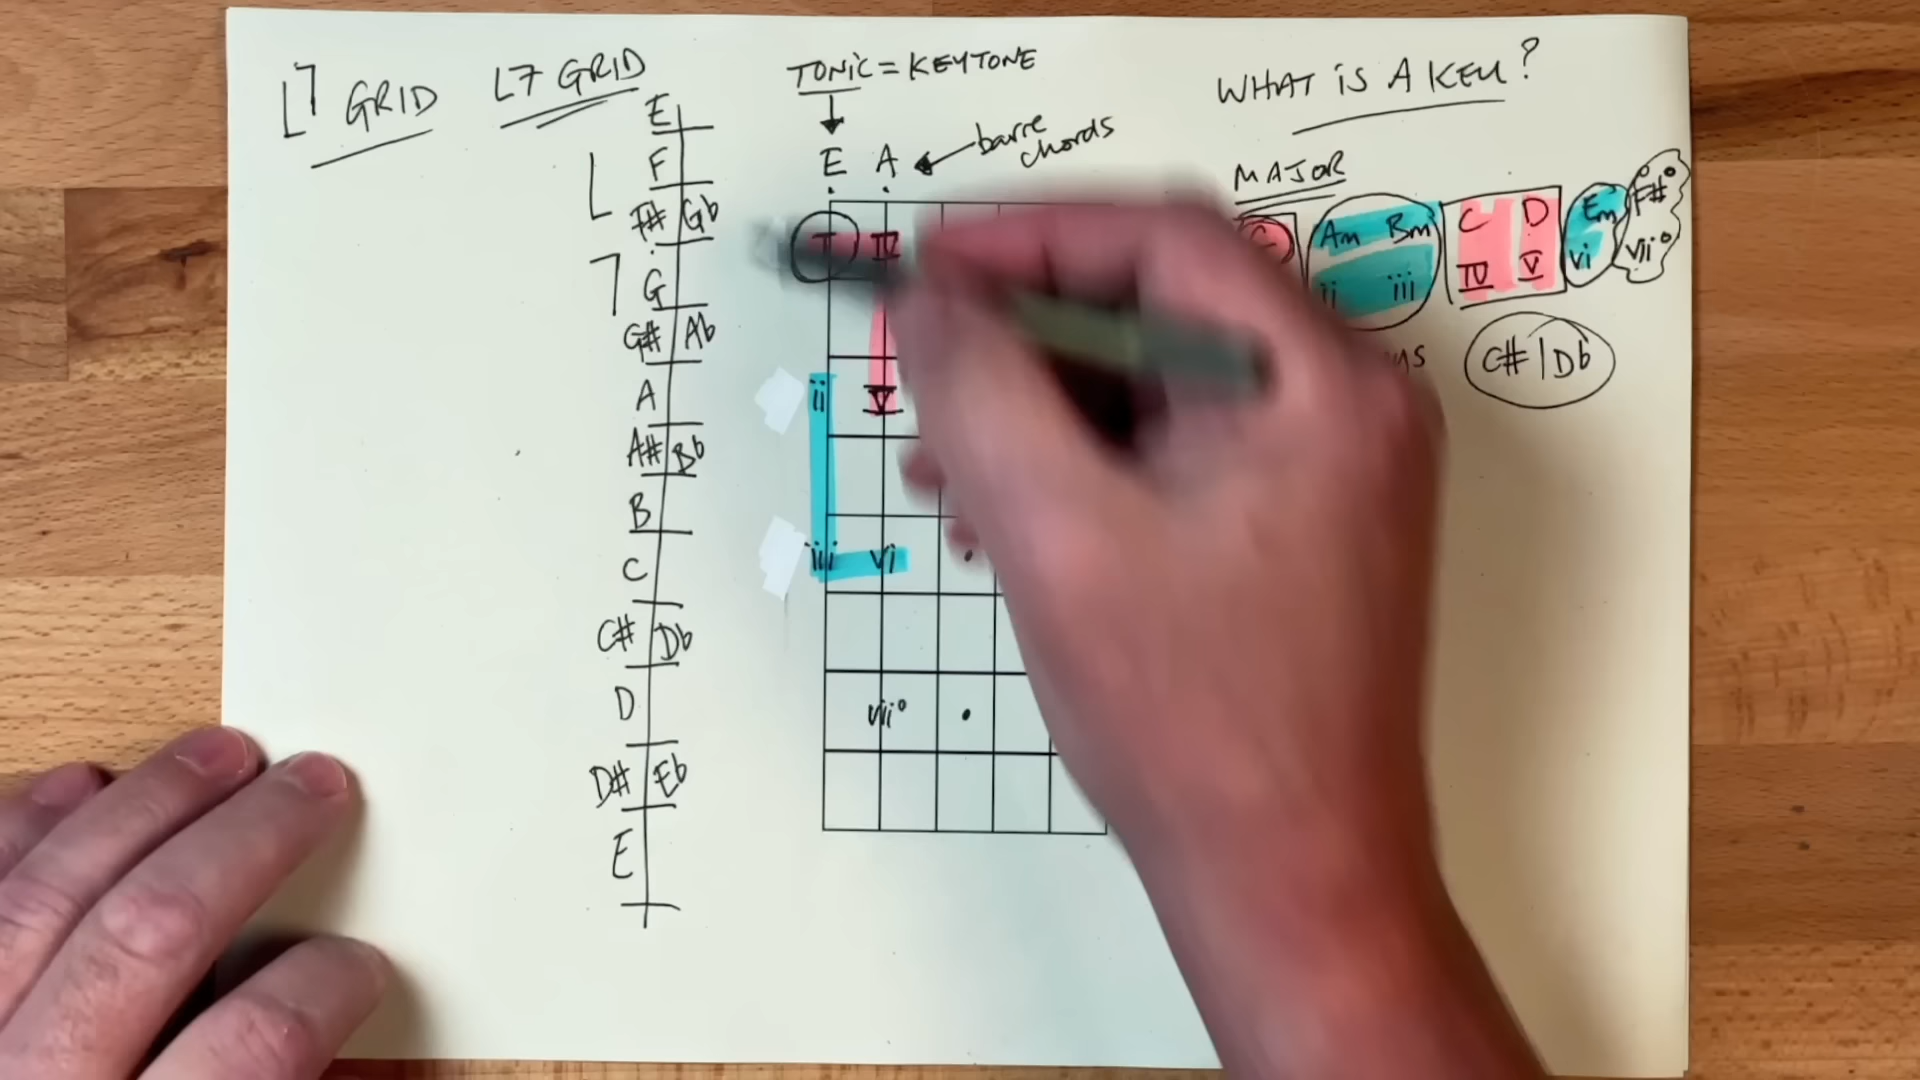 L7 GRID
L7 GRID
TONIC = KEYTONE
WHAT IS A KEY?
E
F
F# Gb
G
G# Ab
A
A# Bb
B
C
C# Db
D
D# Eb
E
L
7
E A
barre chords
I IV
ii V
iii vi
vii°
MAJOR
G Am Bm C D Em F#°
ii iii IV V vi vii°
C# | Db